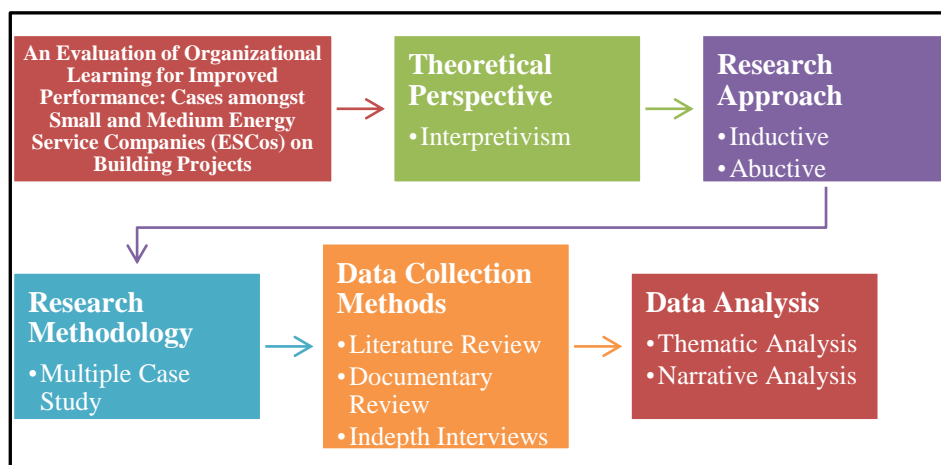 An Evaluation of Organizational
Learning for Improved
Performance: Cases amongst
Small and Medium Energy
Service Companies (ESCos) on
Building Projects
Theoretical
Perspective
•Interpretivism
Research
Approach
•Inductive
•Abuctive
Research
Methodology
•Multiple Case
Study
Data Collection
Methods
•Literature Review
•Documentary
Review
•Indepth Interviews
Data Analysis
•Thematic Analysis
•Narrative Analysis